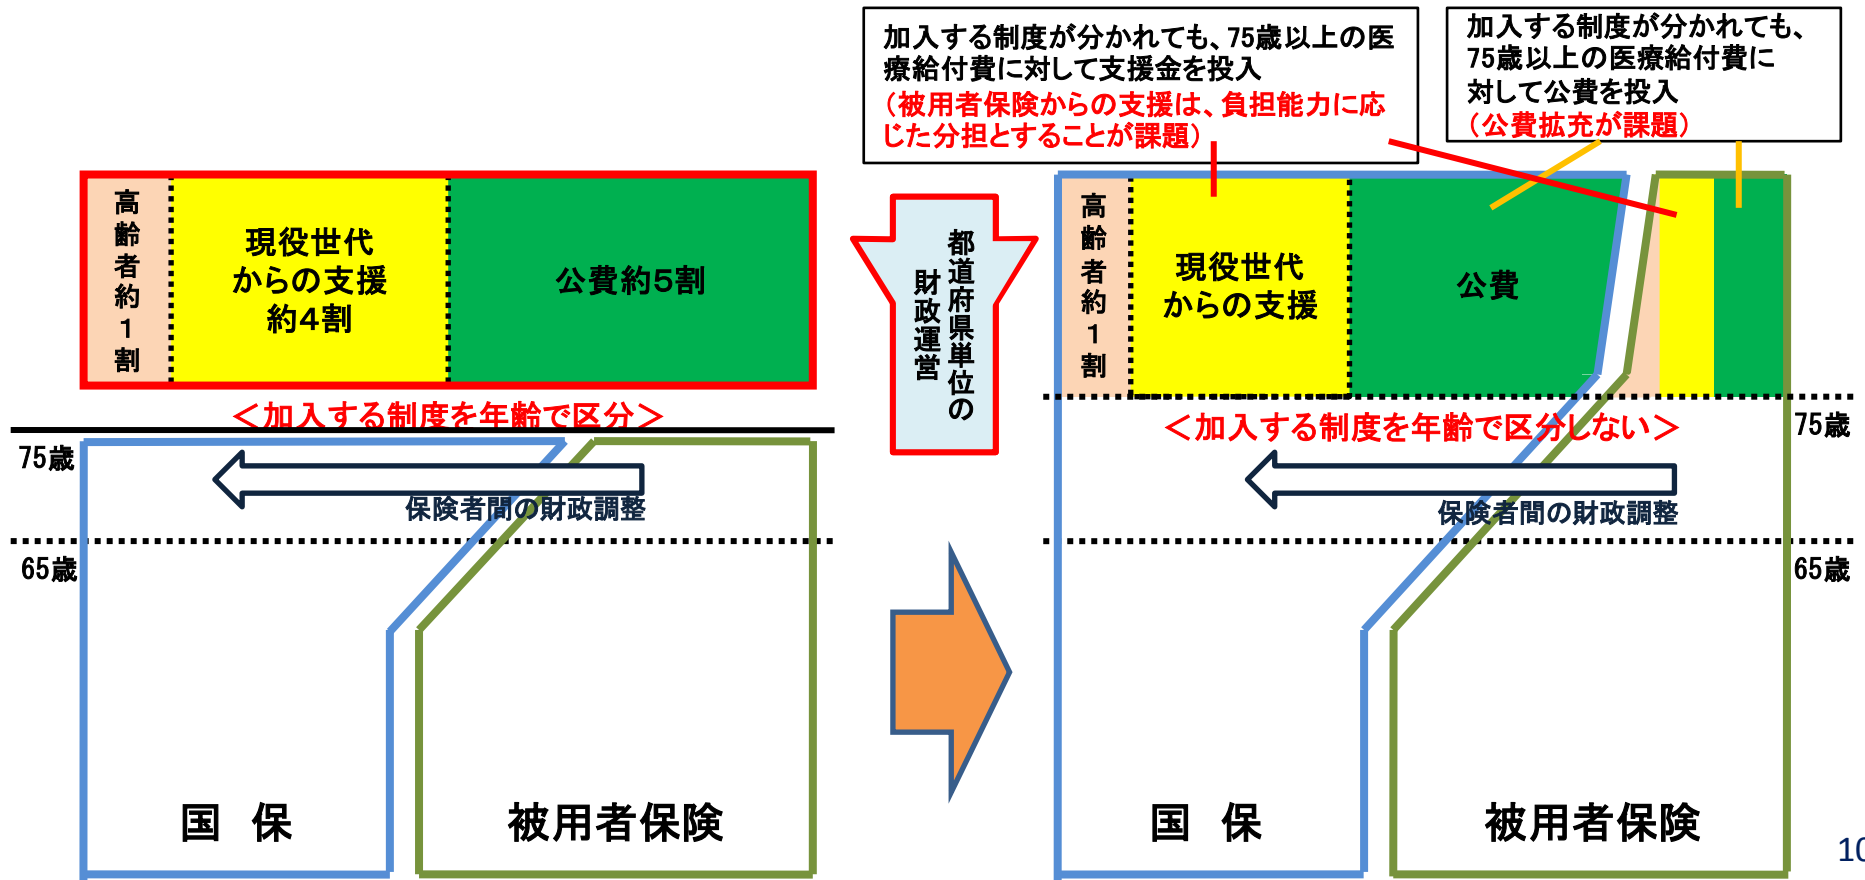 加入する制度が分かれても、75歳以上の医
療給付費に対して支援金を投入
（被用者保険からの支援は、負担能力に応
じた分担とすることが課題）
加入する制度が分かれても、
75歳以上の医療給付費に
対して公費を投入
（公費拡充が課題）
高齢者約1割
現役世代
からの支援
約4割
公費約5割
＜加入する制度を年齢で区分＞
75歳
保険者間の財政調整
65歳
国　保
被用者保険
都道府県単位の
財政運営
高齢者約1割
現役世代
からの支援
公費
＜加入する制度を年齢で区分しない＞
75歳
保険者間の財政調整
65歳
国　保
被用者保険
10